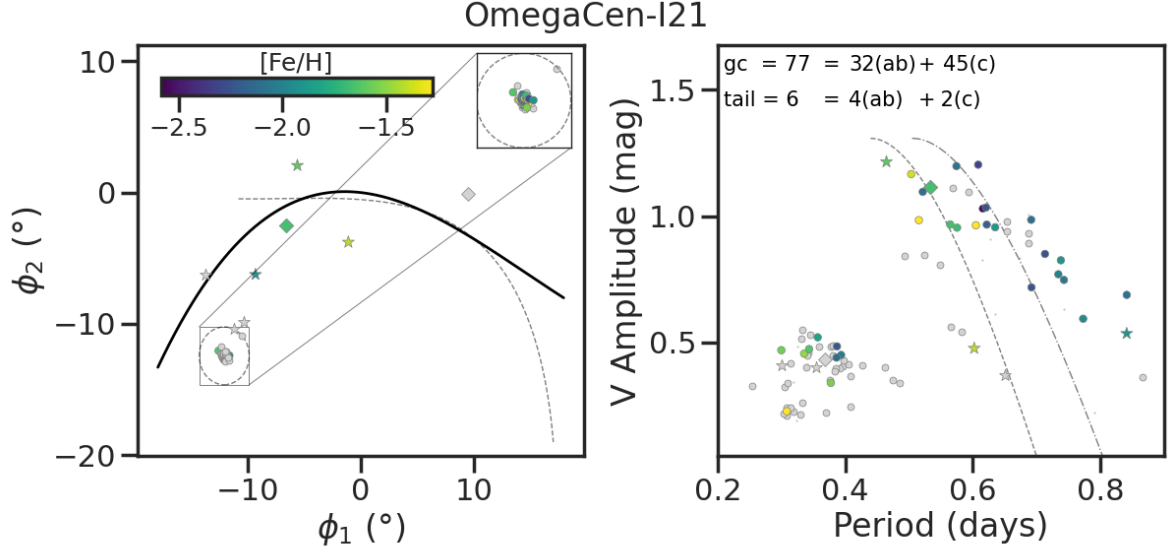 OmegaCen-I21
[Fe/H]
−2.5 −2.0 −1.5
10
0
−10
−20
ϕ2 (°)
−10 0 10
ϕ1 (°)
gc = 77 = 32(ab)+ 45(c)
tail = 6 = 4(ab) + 2(c)
1.5
1.0
0.5
V Amplitude (mag)
0.2 0.4 0.6 0.8
Period (days)